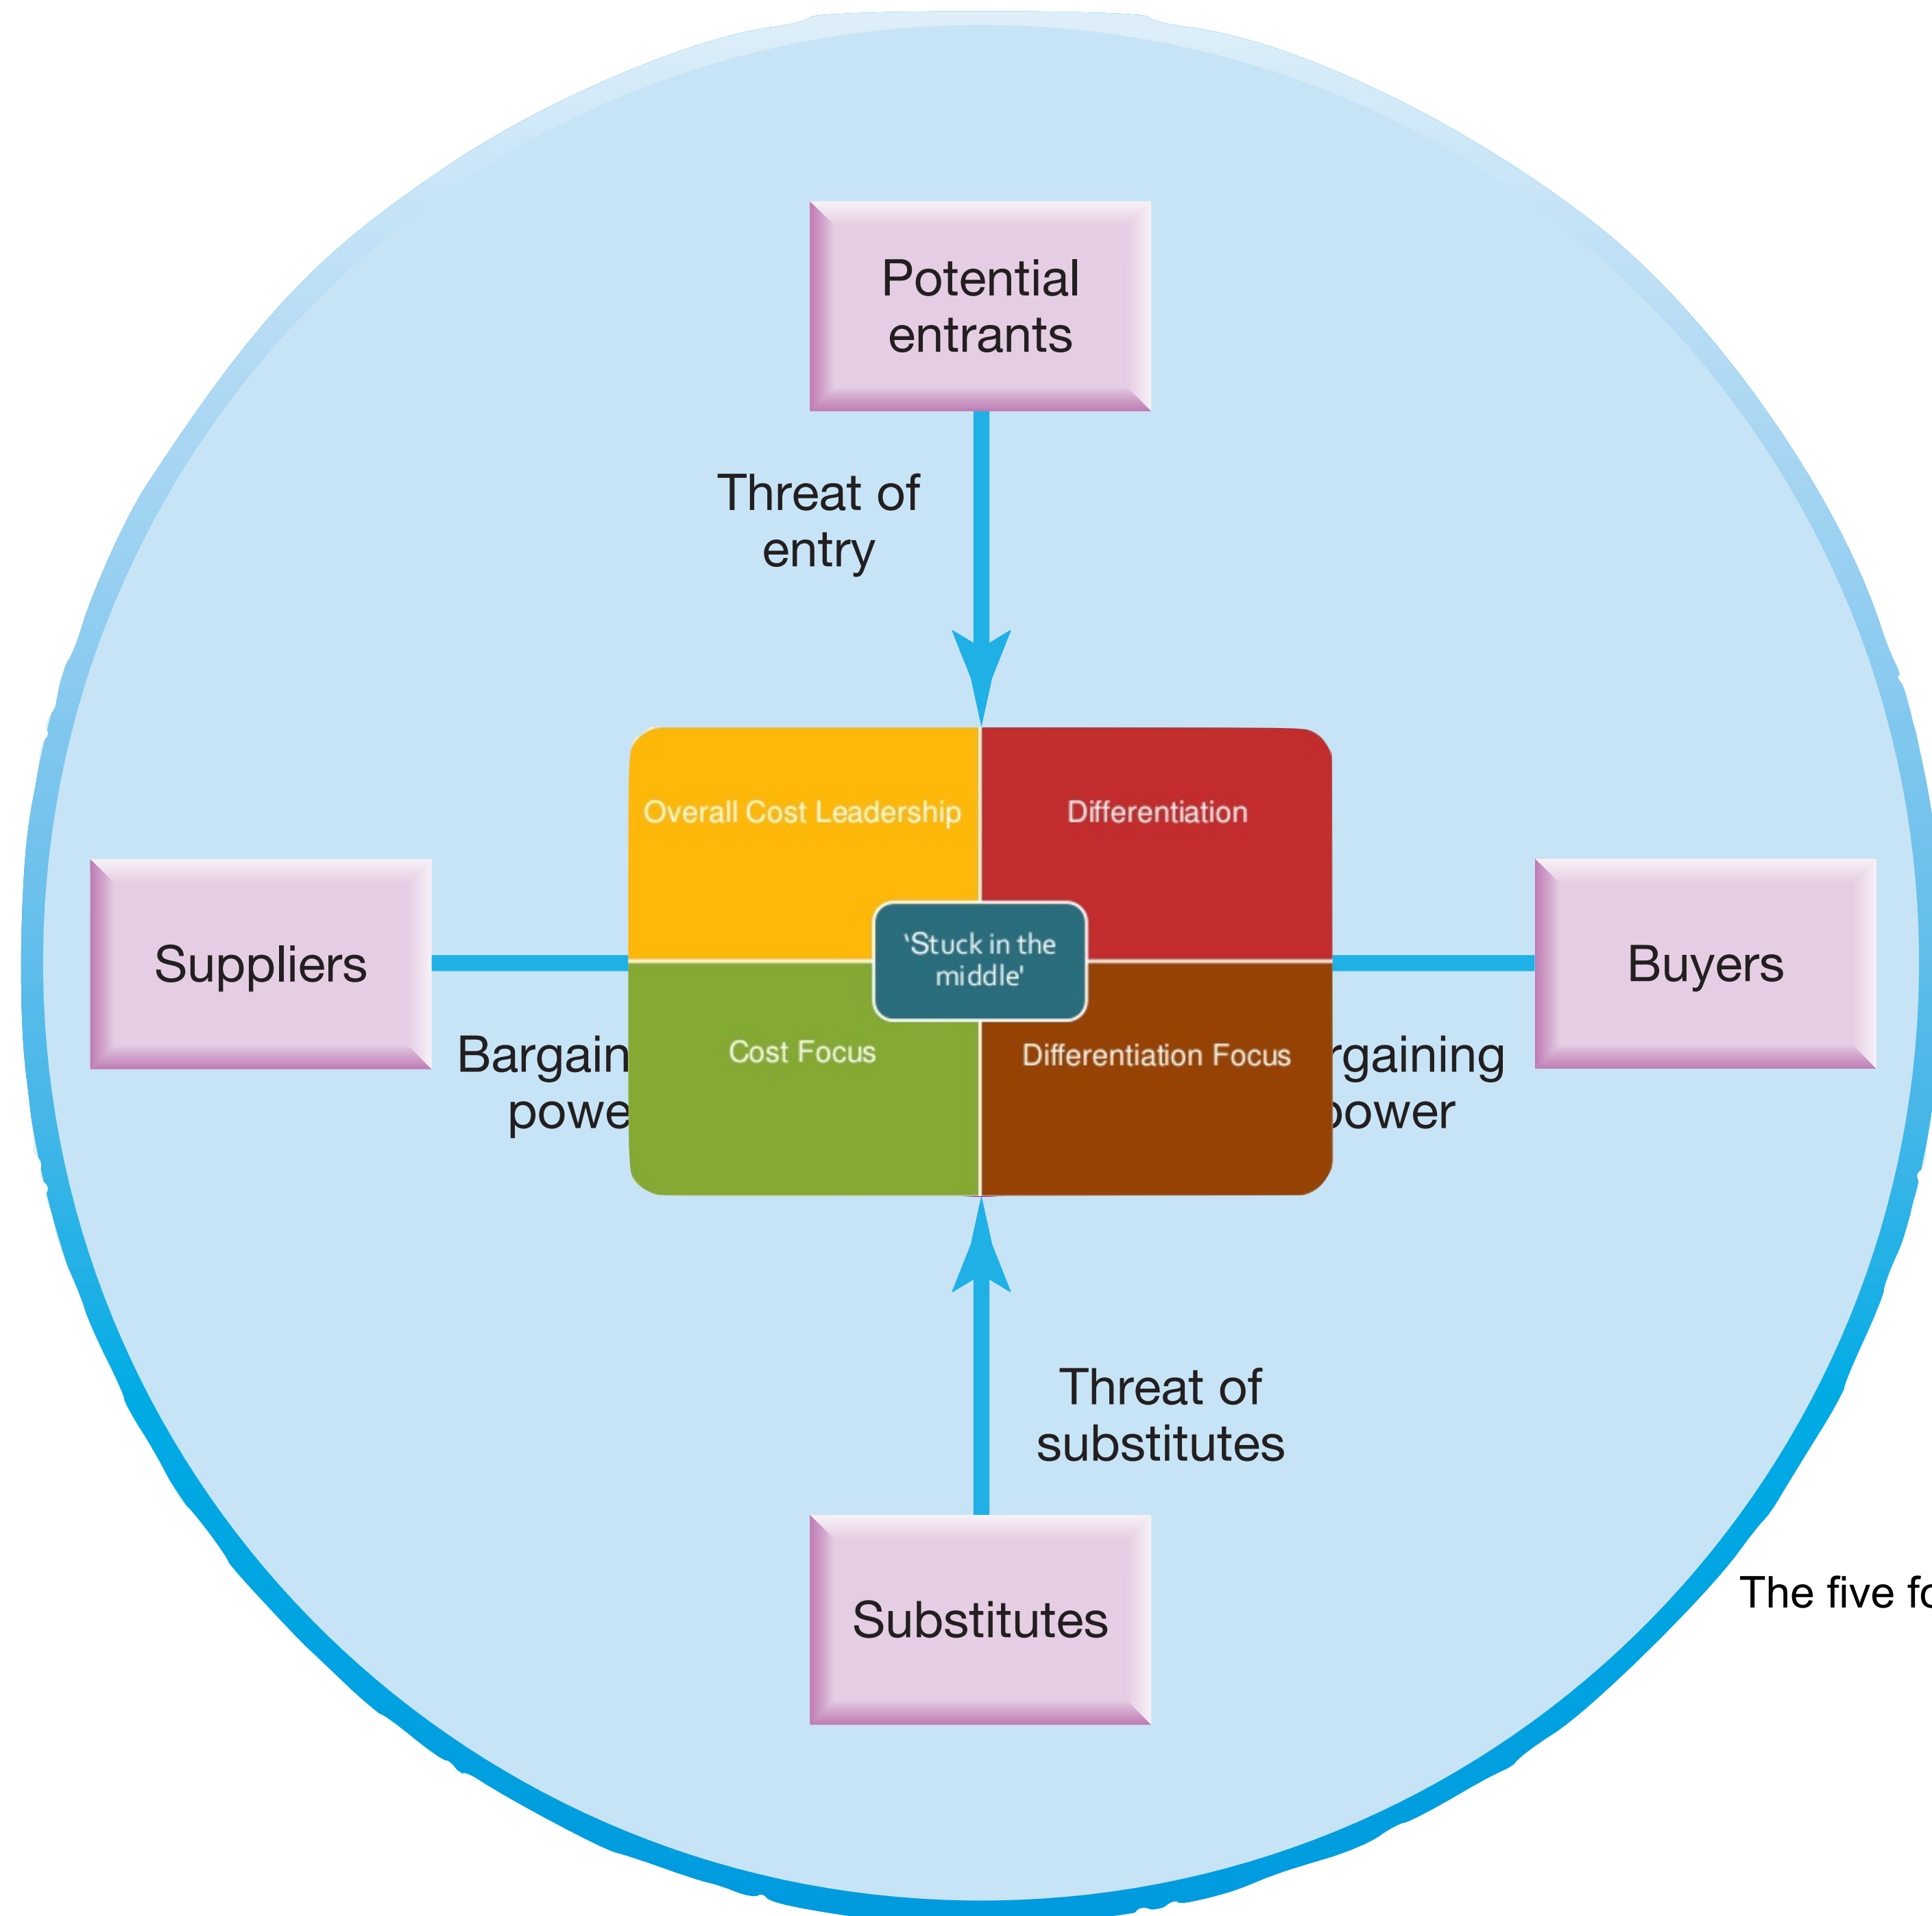 Potential
entrants
Threat of
entry
Overall Cost Leadership
Differentiation
Suppliers
'Stuck in the
middle'
Buyers
Bargain
powe
Cost Focus
Differentiation Focus
rgaining
power
Threat of
substitutes
Substitutes
The five fo